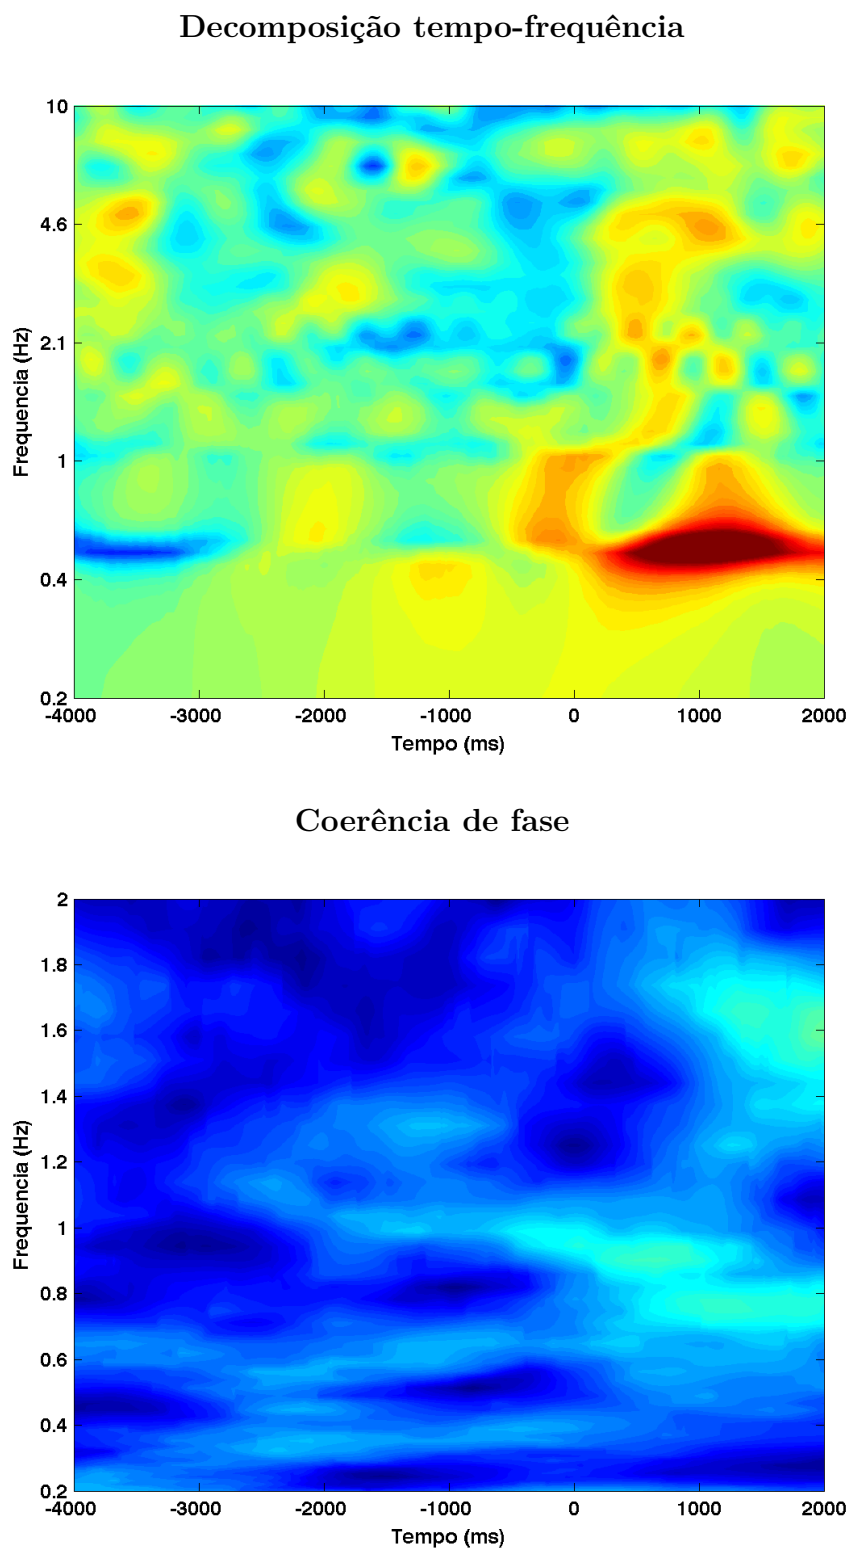 Decomposição tempo-frequência
10
4.6
2.1
1
0.4
0.2
Frequencia (Hz)
-4000 -3000 -2000 -1000 0 1000 2000
Tempo (ms)
Coerência de fase
2
1.8
1.6
1.4
1.2
1
0.8
0.6
0.4
0.2
Frequencia (Hz)
-4000 -3000 -2000 -1000 0 1000 2000
Tempo (ms)